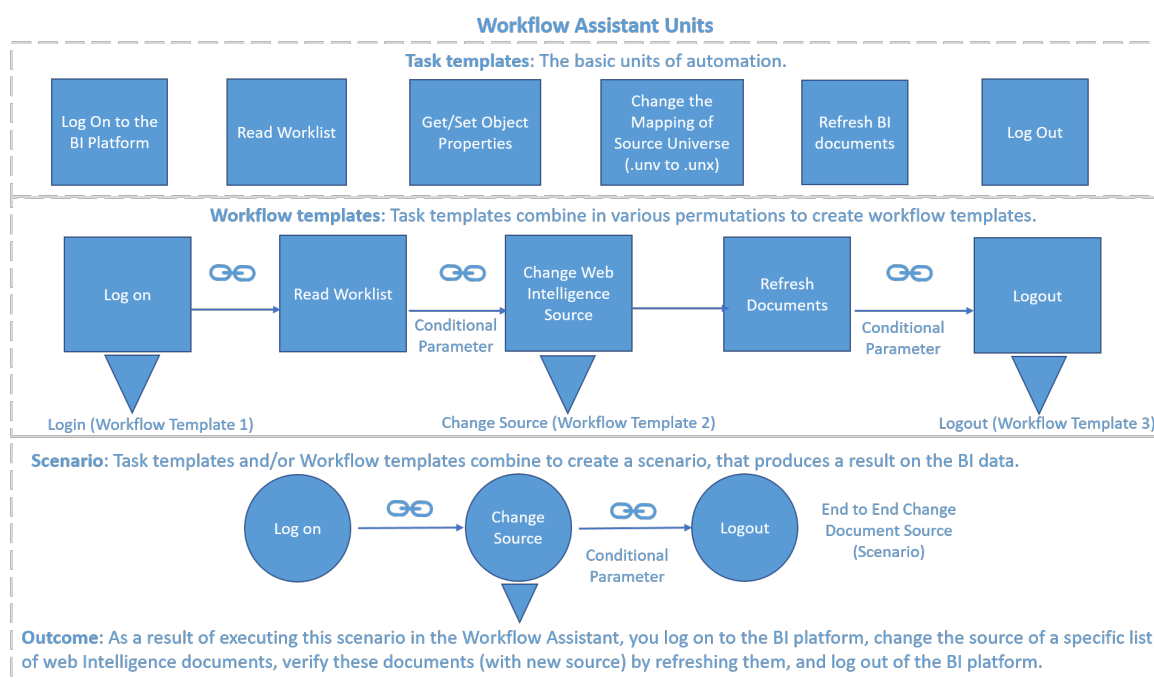 Workflow Assistant Units
Task templates: The basic units of automation.
Log On to the
BI Platform
Read Worklist
Get/Set Object
Properties
Change the
Mapping of
Source Universe
(.unv to .unx)
Refresh BI
documents
Log Out
Workflow templates: Task templates combine in various permutations to create workflow templates.
Log on
Read Worklist
Conditional
Parameter
Change Web
Intelligence
Source
Refresh
Documents
Conditional
Parameter
Logout
Login (Workflow Template 1)
Change Source (Workflow Template 2)
Logout (Workflow Template 3)
Scenario: Task templates and/or Workflow templates combine to create a scenario, that produces a result on the BI data.
Log on
Change
Source
Conditional
Parameter
Logout
End to End Change
Document Source
(Scenario)
Outcome: As a result of executing this scenario in the Workflow Assistant, you log on to the BI platform, change the source of a specific list
of web Intelligence documents, verify these documents (with new source) by refreshing them, and log out of the BI platform.